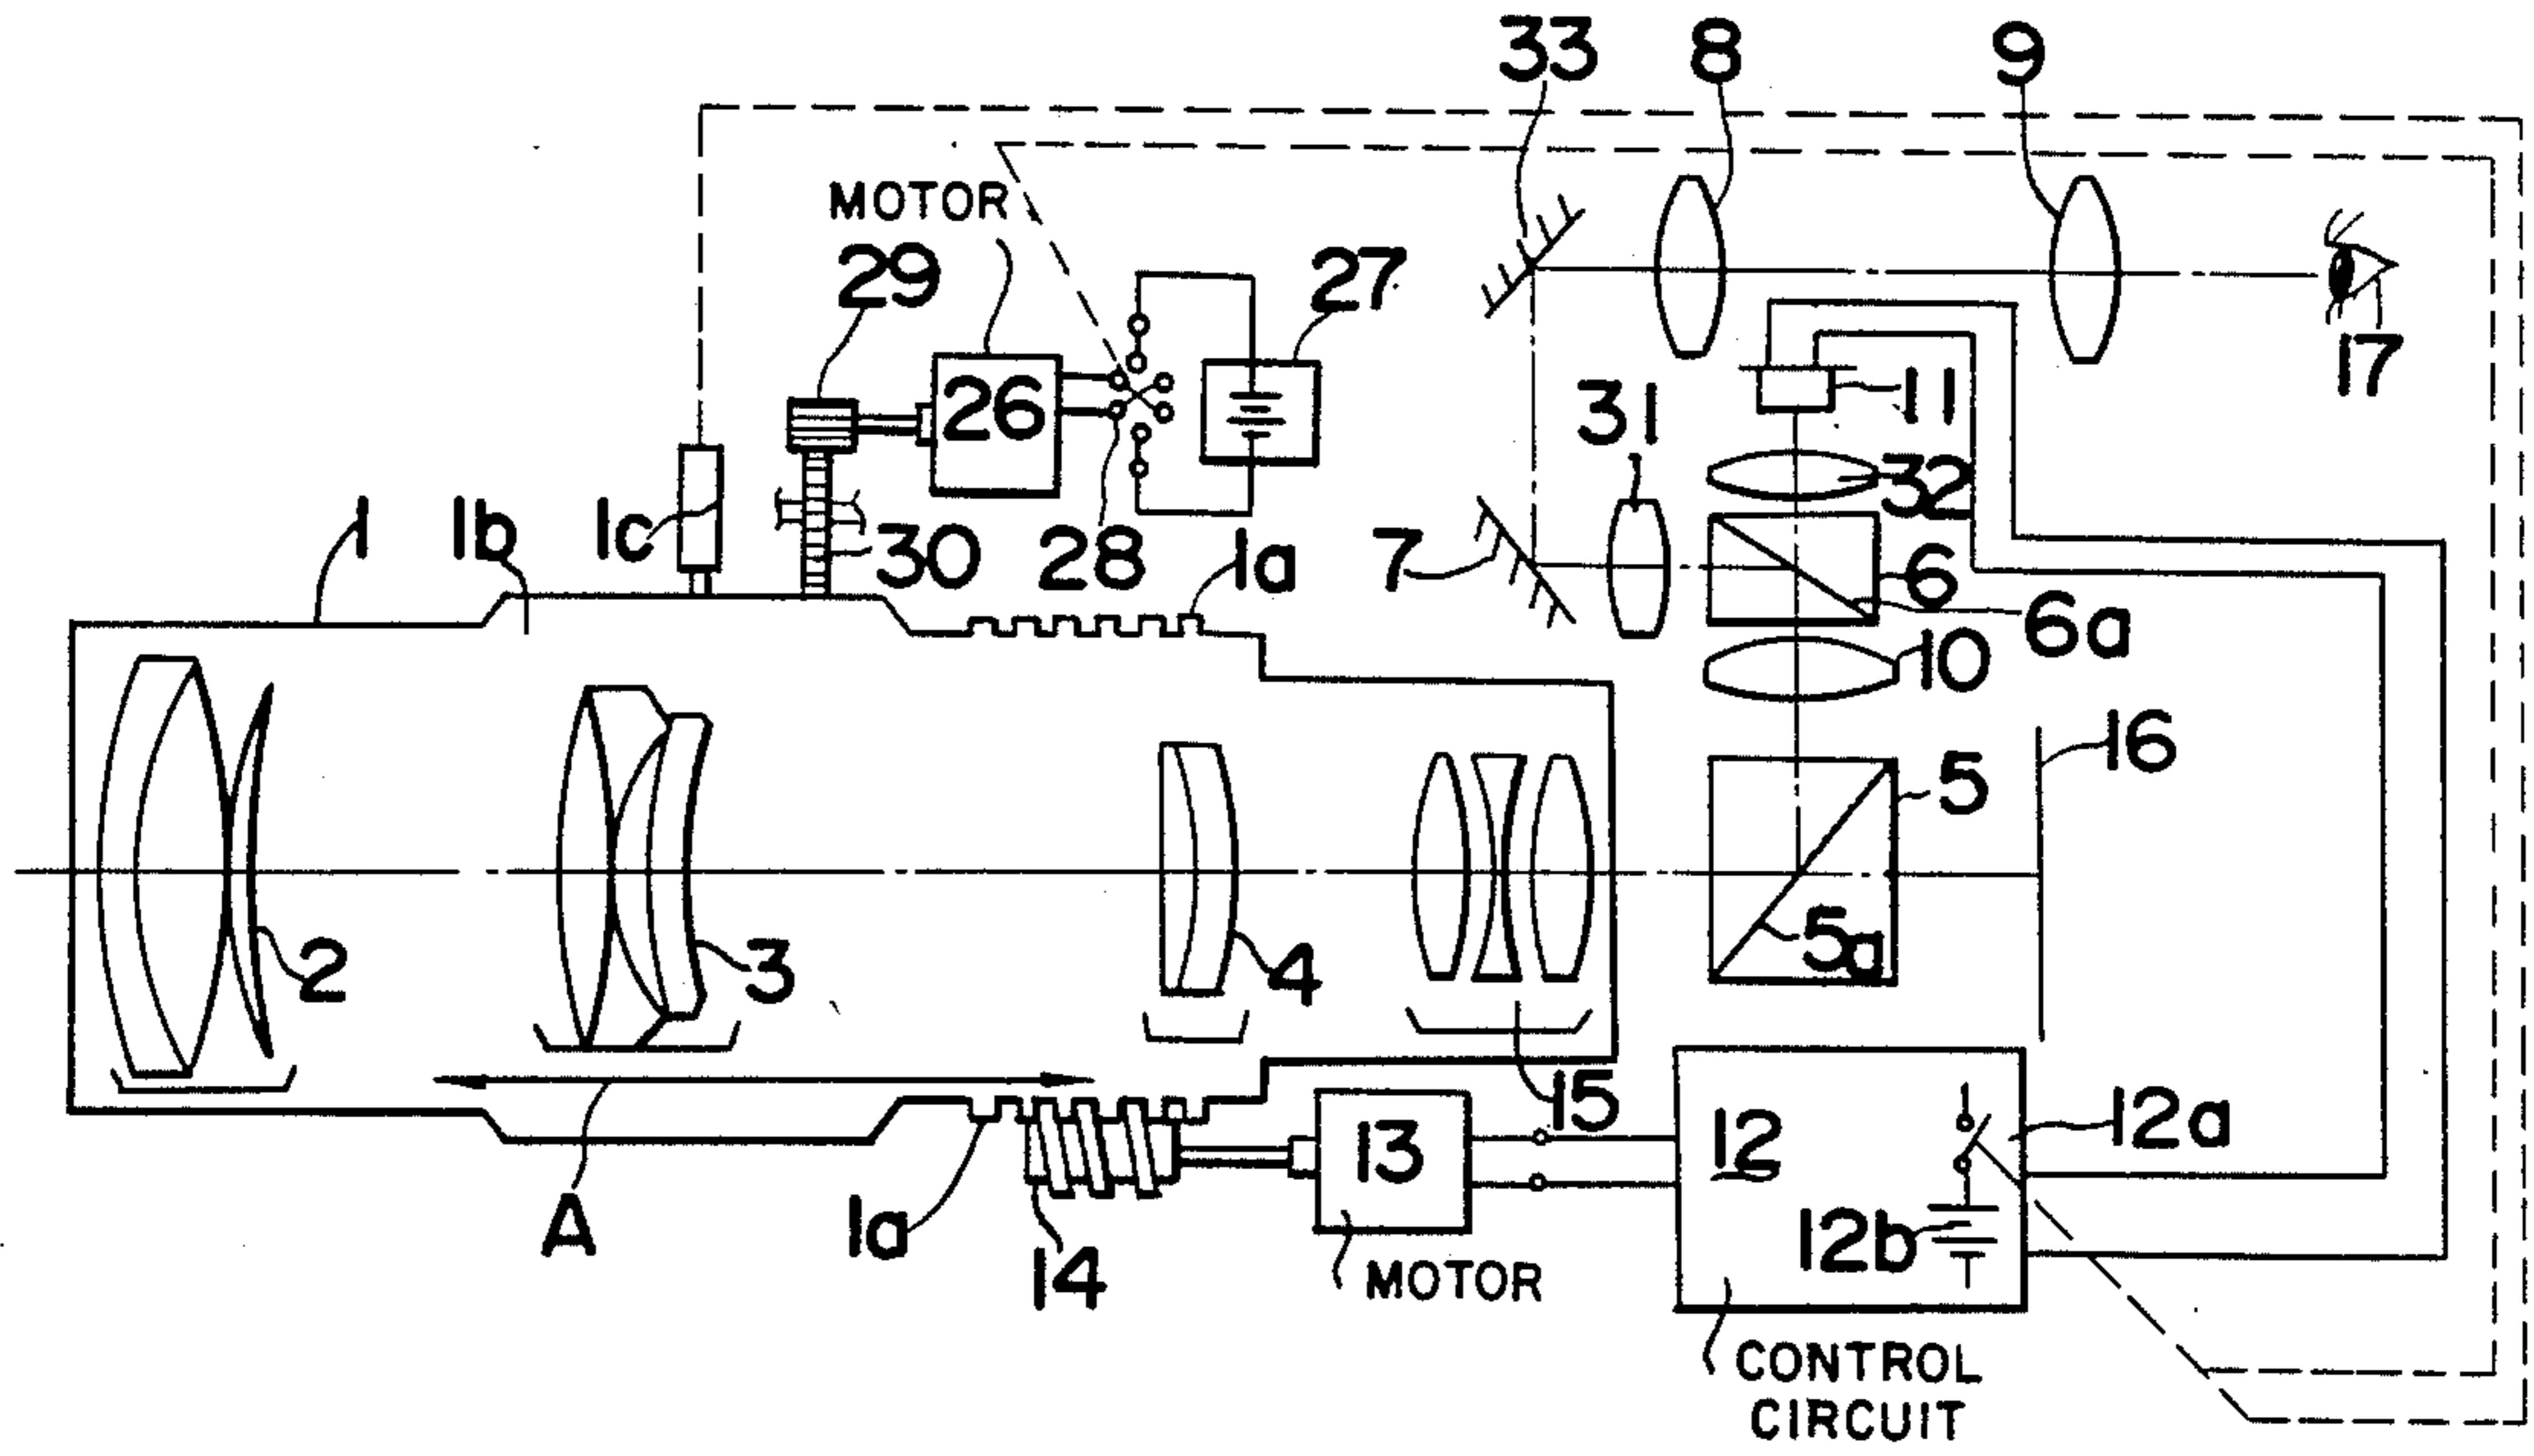 33 8 9
MOTOR
29 27
26
17
31 11
32
1 1b 1c 30 28 1a 7
6
6a
10
16
5
5a
2 3 4
15
13 12 12a
A 1a 14 12b
MOTOR
CONTROL
CIRCUIT